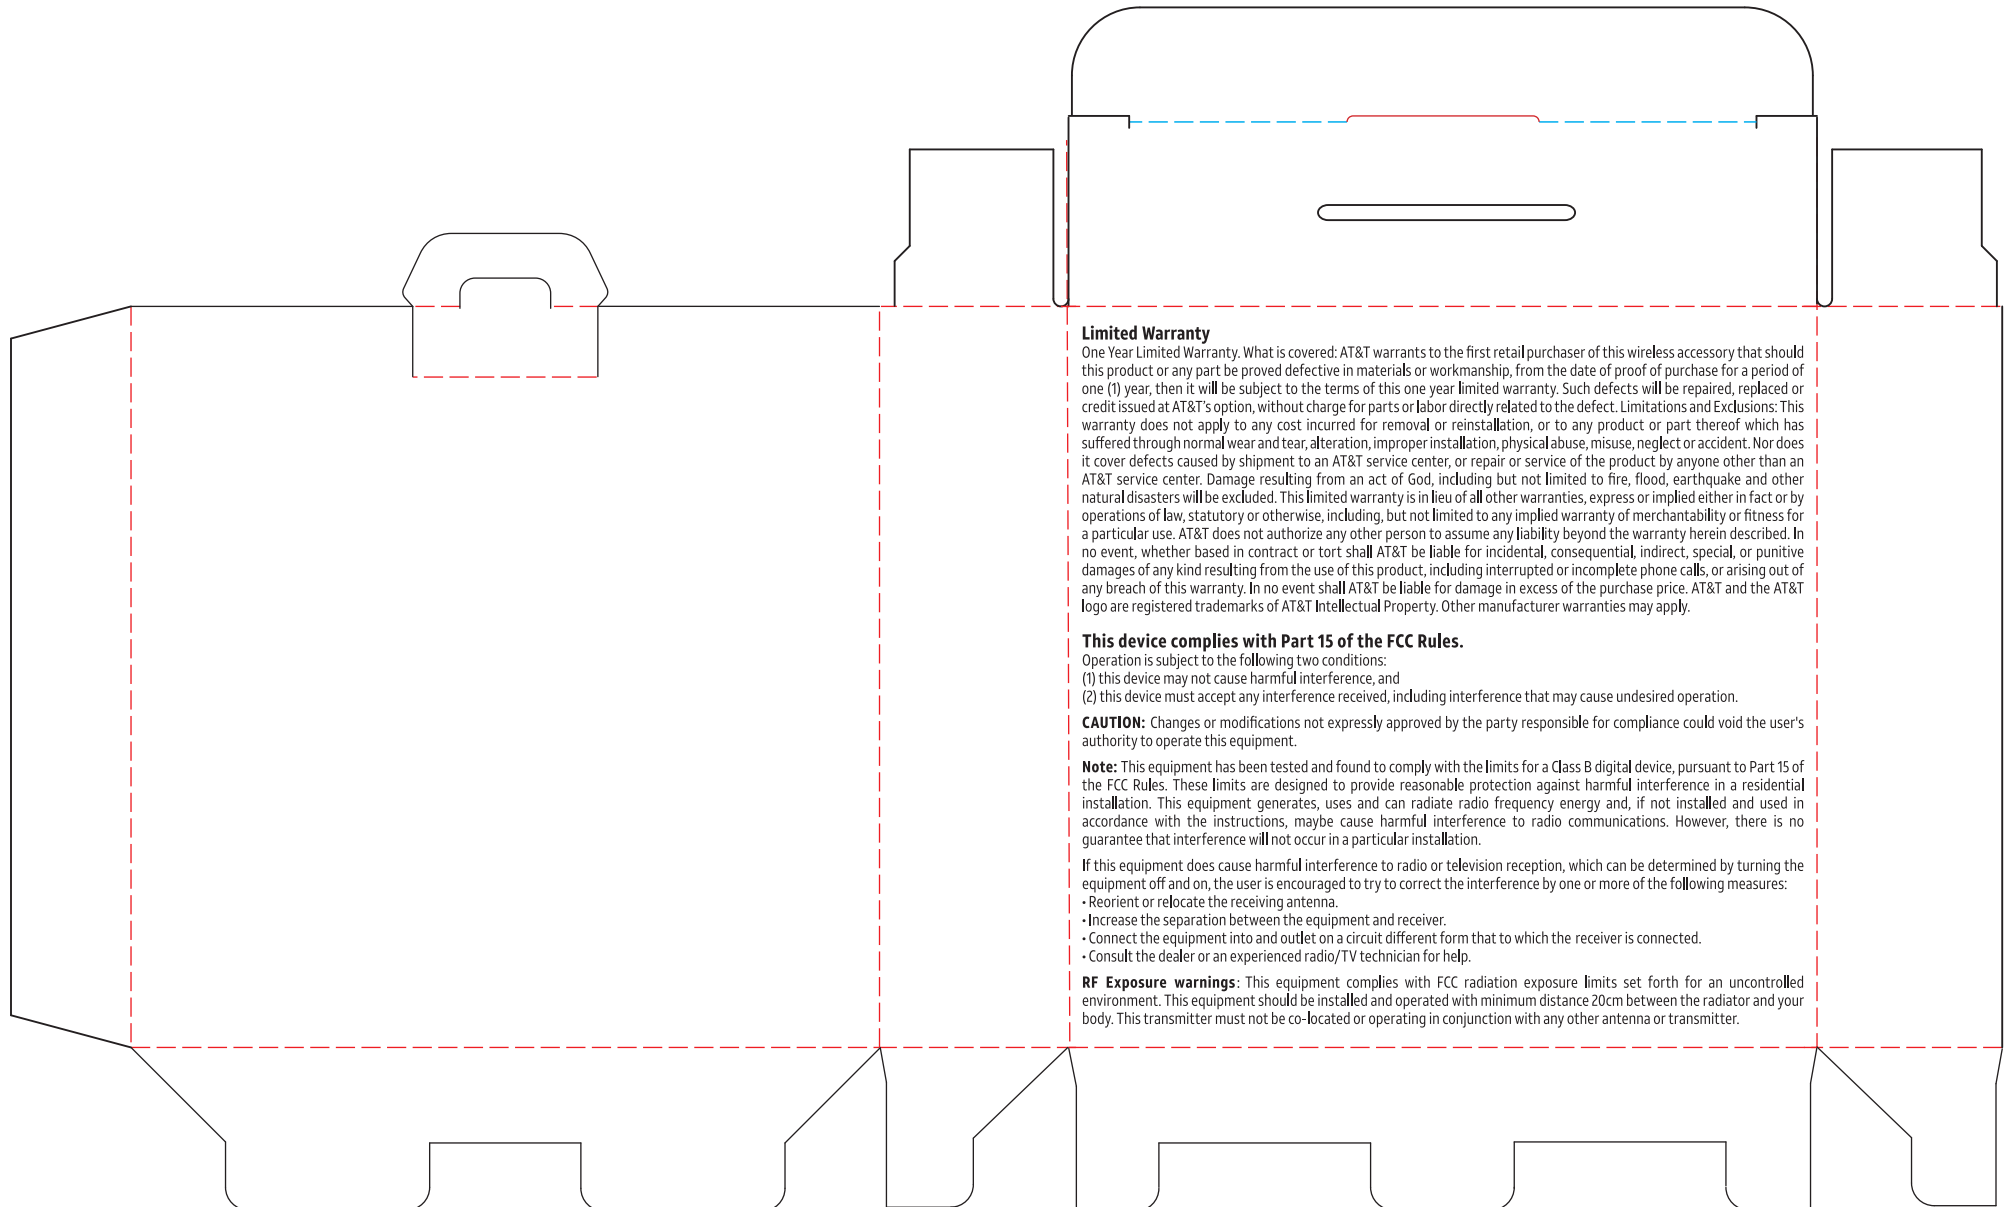 Limited Warranty
One Year Limited Warranty. What is covered: AT&T warrants to the first retail purchaser of this wireless accessory that should
this product or any part be proved defective in materials or workmanship, from the date of proof of purchase for a period of
one (1) year, then it will be subject to the terms of this one year limited warranty. Such defects will be repaired, replaced or
credit issued at AT&T's option, without charge for parts or labor directly related to the defect. Limitations and Exclusions: This
warranty does not apply to any cost incurred for removal or reinstallation, or to any product or part thereof which has
suffered through normal wear and tear, alteration, improper installation, physical abuse, misuse, neglect or accident. Nor does
it cover defects caused by shipment to an AT&T service center, or repair or service of the product by anyone other than an
AT&T service center. Damage resulting from an act of God, including but not limited to fire, flood, earthquake and other
natural disasters will be excluded. This limited warranty is in lieu of all other warranties, express or implied either in fact or by
operations of law, statutory or otherwise, including, but not limited to any implied warranty of merchantability or fitness for
a particular use. AT&T does not authorize any other person to assume any liability beyond the warranty herein described. In
no event, whether based in contract or tort shall AT&T be liable for incidental, consequential, indirect, special, or punitive
damages of any kind resulting from the use of this product, including interrupted or incomplete phone calls, or arising out of
any breach of this warranty. In no event shall AT&T be liable for damage in excess of the purchase price. AT&T and the AT&T
logo are registered trademarks of AT&T Intellectual Property. Other manufacturer warranties may apply.
This device complies with Part 15 of the FCC Rules.
Operation is subject to the following two conditions:
(1) this device may not cause harmful interference, and
(2) this device must accept any interference received, including interference that may cause undesired operation.
CAUTION: Changes or modifications not expressly approved by the party responsible for compliance could void the user's
authority to operate this equipment.
Note: This equipment has been tested and found to comply with the limits for a Class B digital device, pursuant to Part 15 of
the FCC Rules. These limits are designed to provide reasonable protection against harmful interference in a residential
installation. This equipment generates, uses and can radiate radio frequency energy and, if not installed and used in
accordance with the instructions, maybe cause harmful interference to radio communications. However, there is no
guarantee that interference will not occur in a particular installation.
If this equipment does cause harmful interference to radio or television reception, which can be determined by turning the
equipment off and on, the user is encouraged to try to correct the interference by one or more of the following measures:
• Reorient or relocate the receiving antenna.
• Increase the separation between the equipment and receiver.
• Connect the equipment into and outlet on a circuit different form that to which the receiver is connected.
• Consult the dealer or an experienced radio/TV technician for help.
RF Exposure warnings: This equipment complies with FCC radiation exposure limits set forth for an uncontrolled
environment. This equipment should be installed and operated with minimum distance 20cm between the radiator and your
body. This transmitter must not be co-located or operating in conjunction with any other antenna or transmitter.